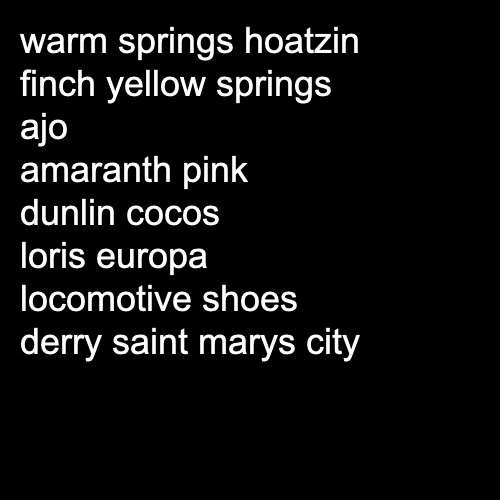 warm springs hoatzin
finch yellow springs
ajo
amaranth pink
dunlin cocos
loris europa
locomotive shoes
derry saint marys city